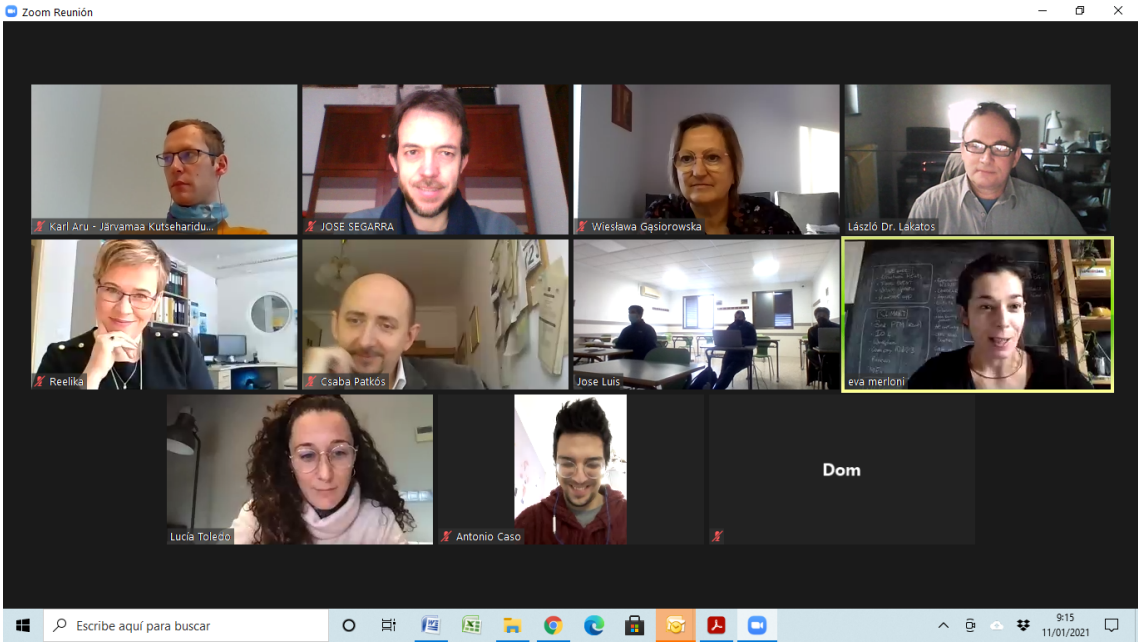 Zoom Reunión
Karl Aru - Järvamaa Kutseharidu...
JOSE SEGARRA
Wiesława Gąsiorowska
László Dr. Lakatos
Reelika
Csaba Patkós
Jose Luis
eva merloni
Lucía Toledo
Antonio Caso
Dom
Escribe aquí para buscar
9:15
11/01/2021